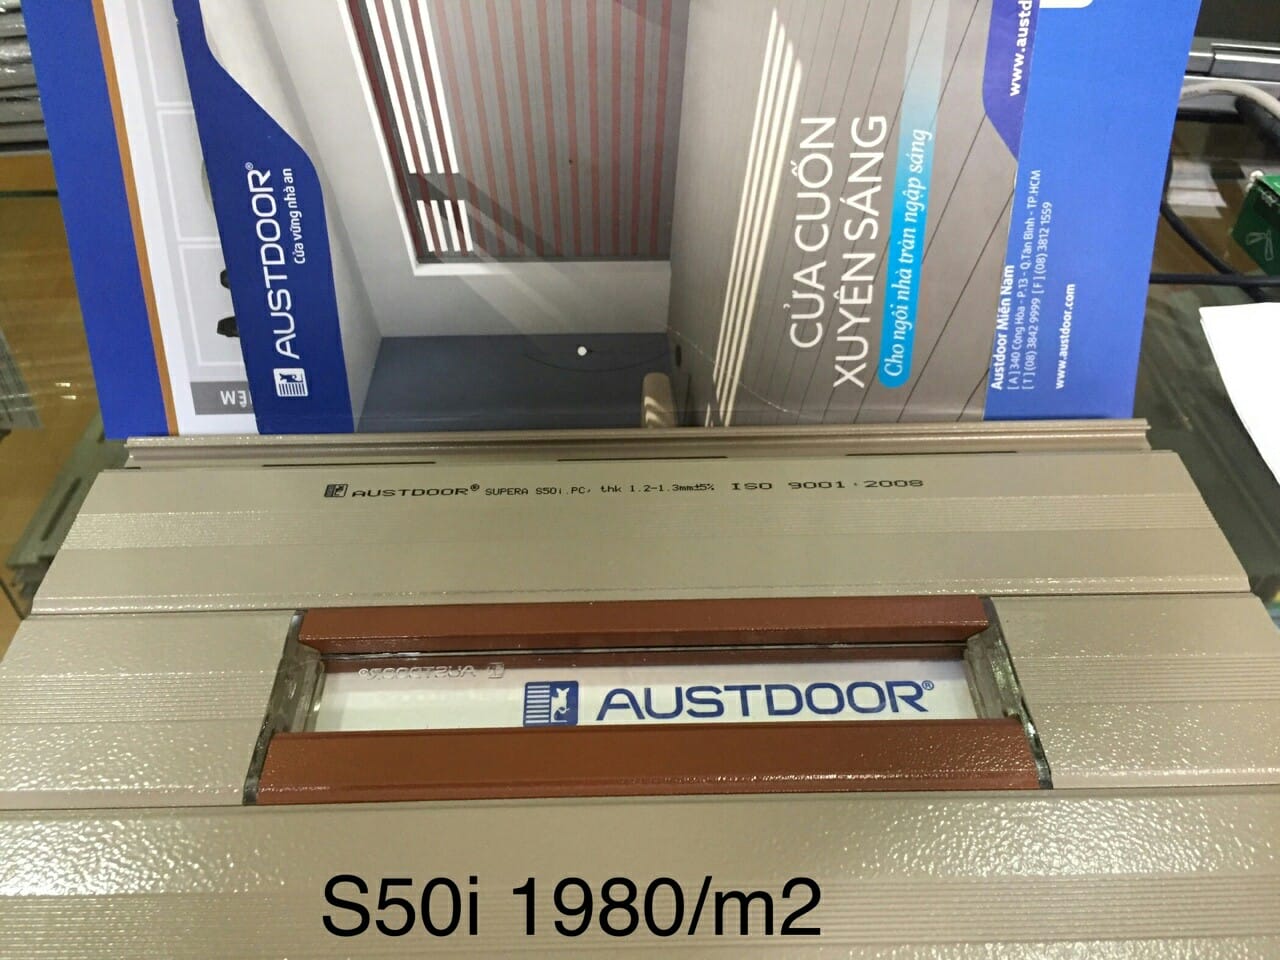 AUSTDOOR®
Cửa vững nhà an
CỬA CUỐN
XUYÊN SÁNG
Cho ngôi nhà tràn ngập sáng
www.austd
Austdoor Miền Nam
[A] 340 Cộng Hòa - P.13 - Q.Tân Bình - TP.HCM
[T] (08) 3842 9999 [F] (08) 3812 1559
www.austdoor.com
AUSTDOOR® SUPERA S50i.PC, thk 1.2-1.3mm±5% ISO 9001:2008
AUSTDOOR®
AUSTDOOR®
S50i 1980/m2